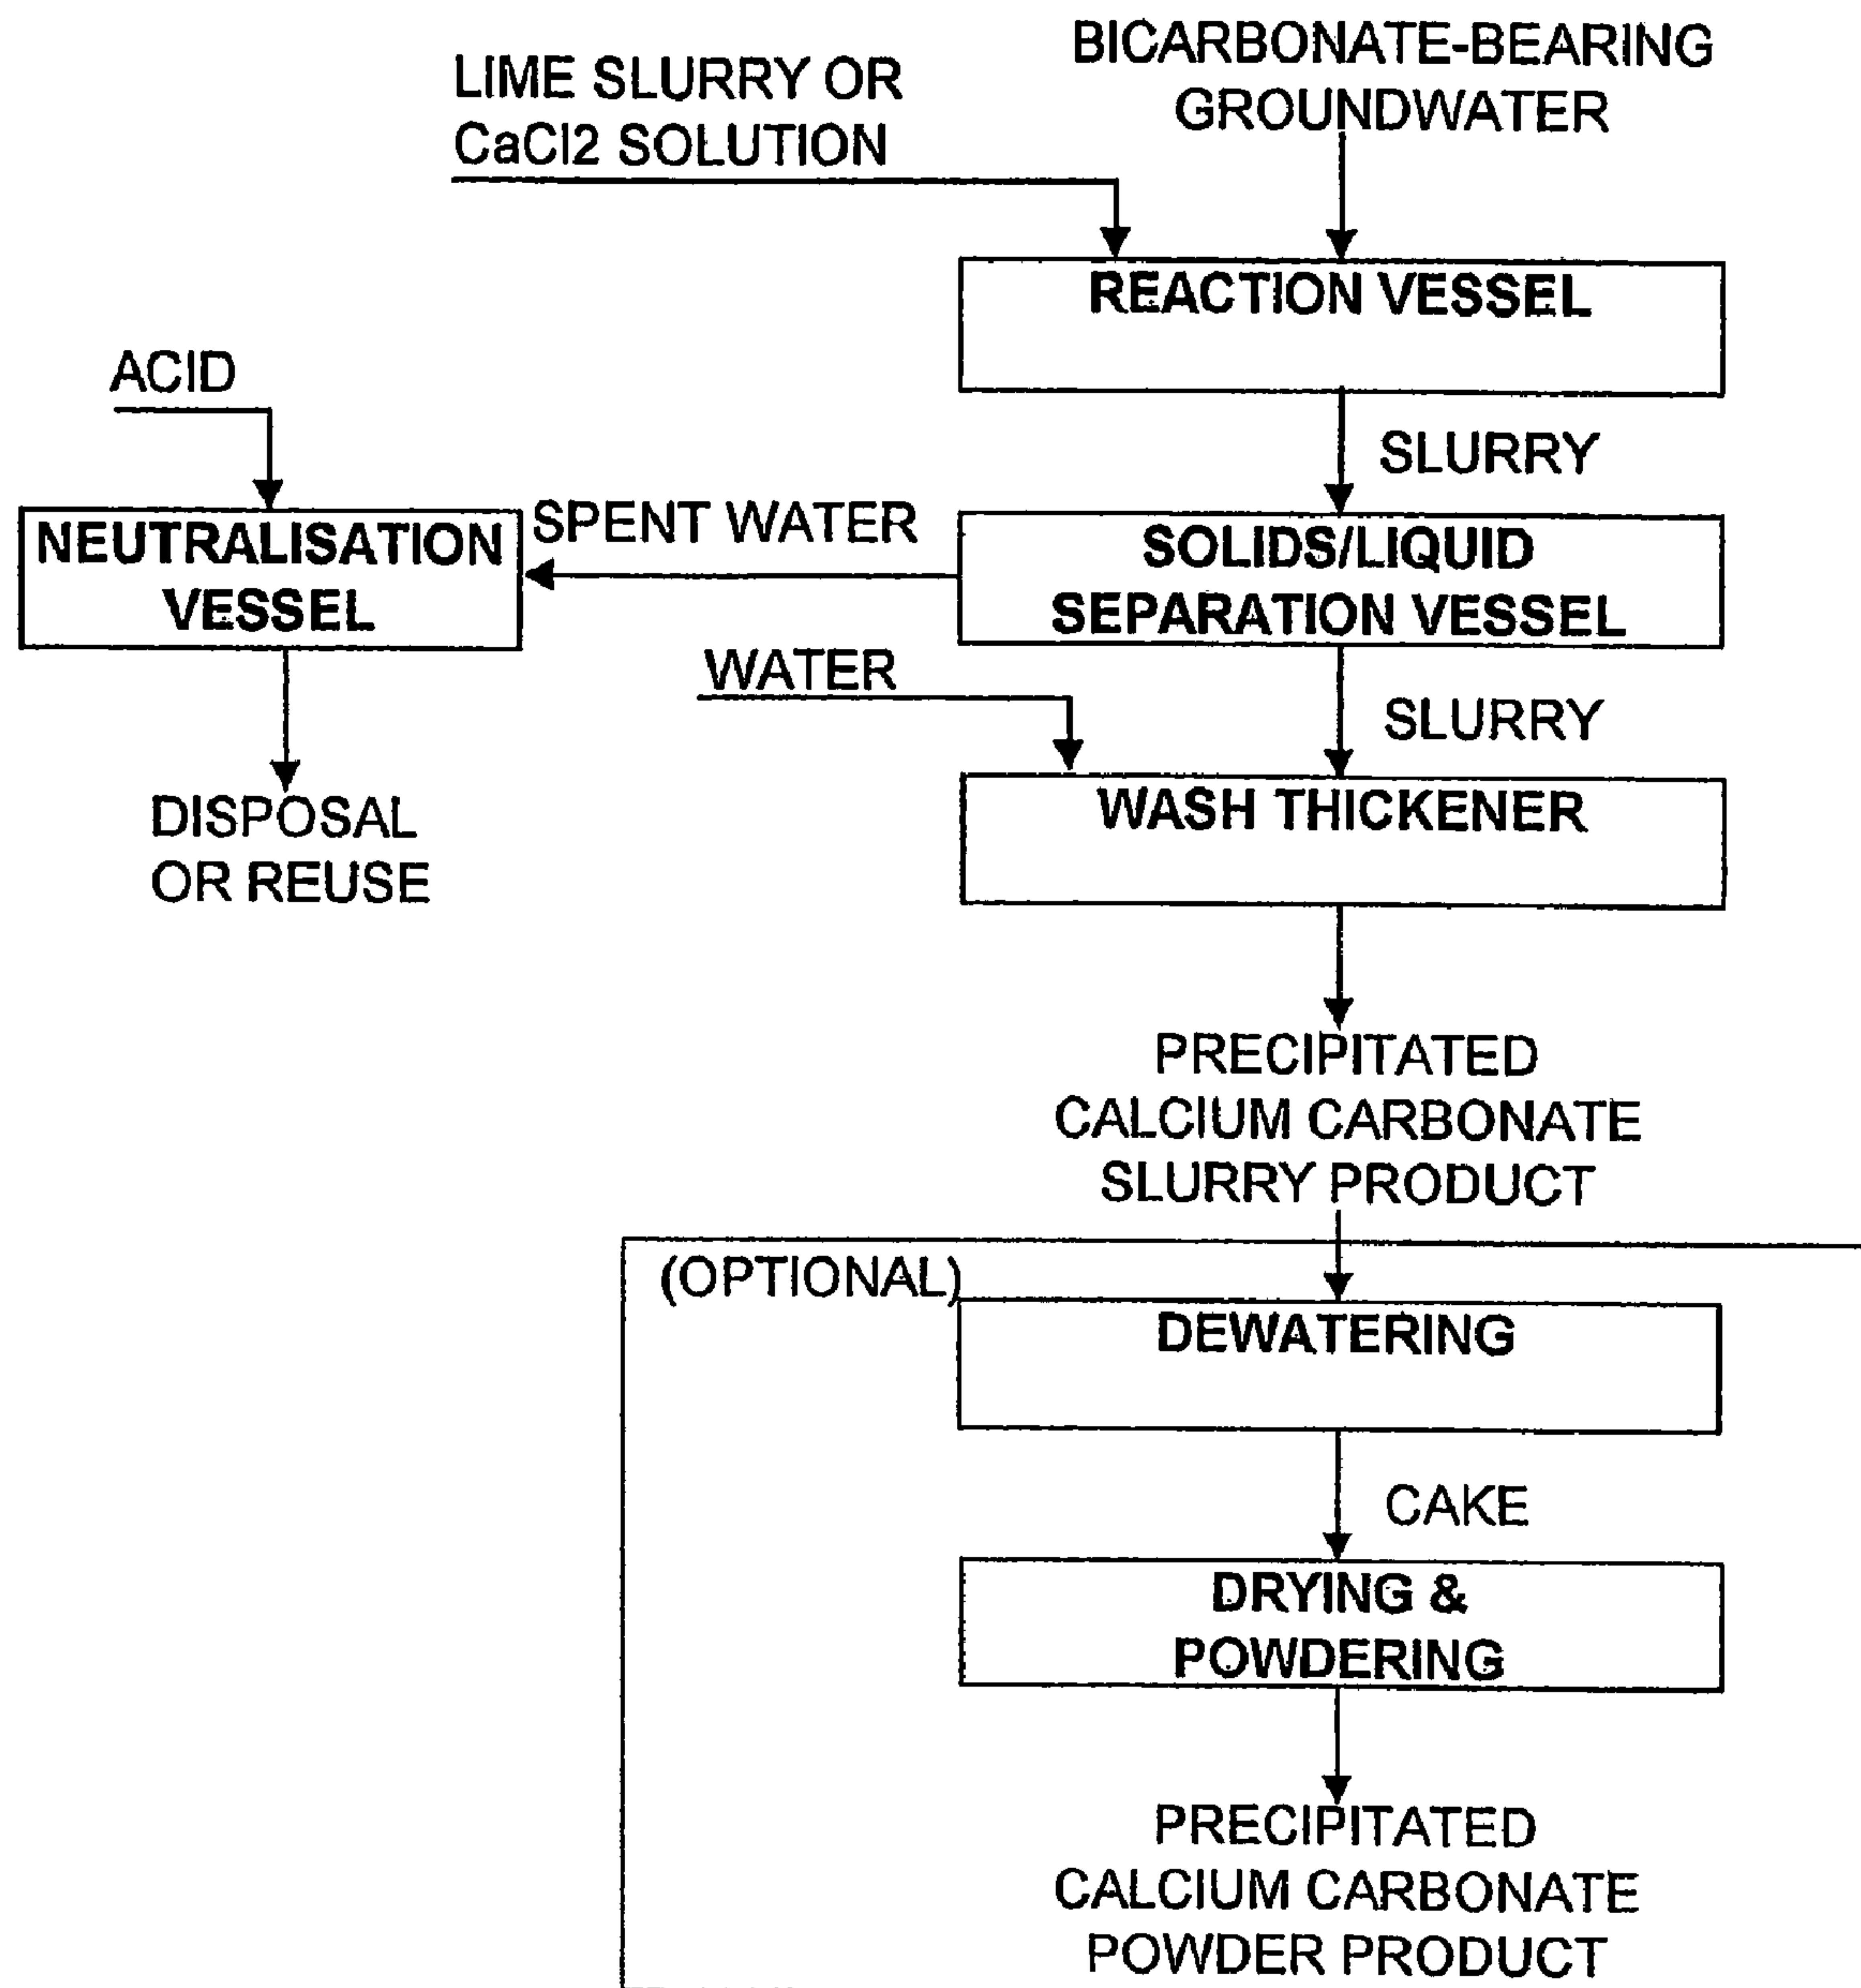 BICARBONATE-BEARING
GROUNDWATER
LIME SLURRY OR
CaCl2 SOLUTION
REACTION VESSEL
ACID
SLURRY
NEUTRALISATION
VESSEL
SPENT WATER
SOLIDS/LIQUID
SEPARATION VESSEL
WATER
SLURRY
WASH THICKENER
DISPOSAL
OR REUSE
PRECIPITATED
CALCIUM CARBONATE
SLURRY PRODUCT
(OPTIONAL)
DEWATERING
CAKE
DRYING &
POWDERING
PRECIPITATED
CALCIUM CARBONATE
POWDER PRODUCT